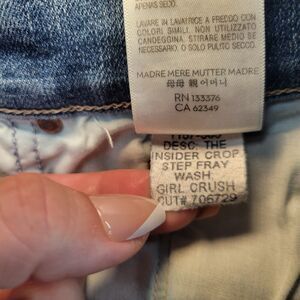 APENAS SECO.
LAVARE IN LAVATRICE A FREDDO CON
COLORI SIMILI. NON UTILIZZATO
CANDEGGINA. STIRARE MEDIO SE
NECESSARIO. O SOLO PULITO SECCO.
MADRE MERE MUTTER MADRE
母母 親 어머니
RN 133376
CA 62349
DESC: THE
INSIDER CROP
STEP FRAY
WASH:
GIRL CRUSH
CUT# 706729